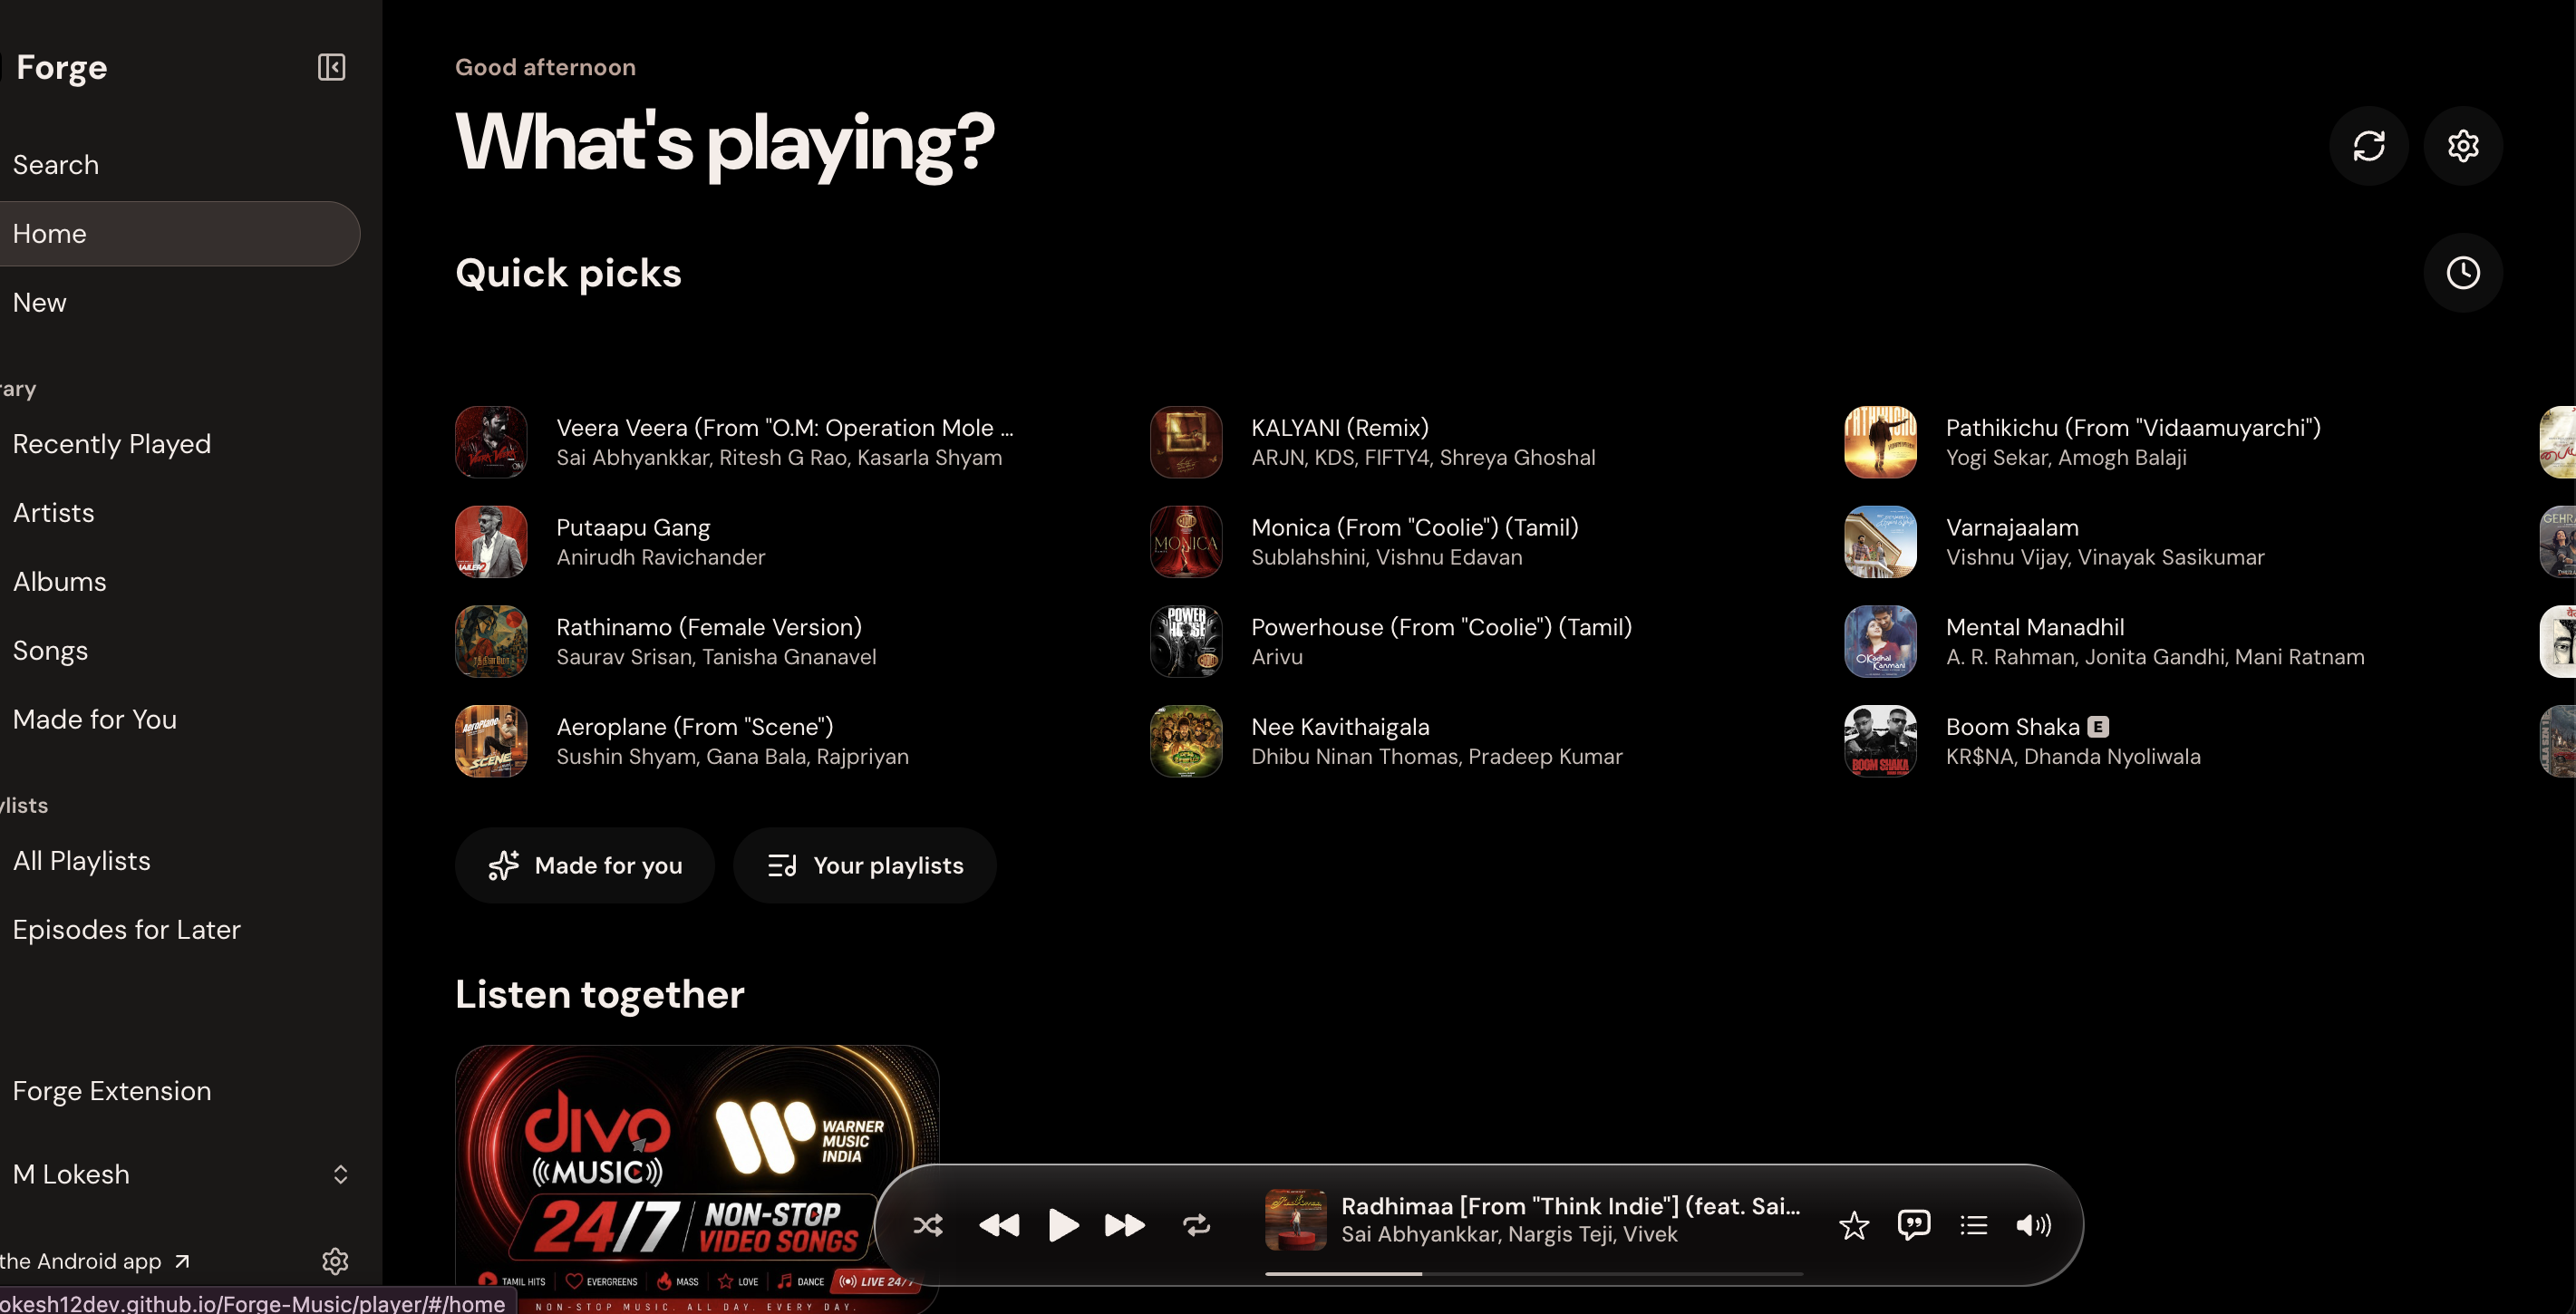 Forge
Search
Home
New
rary
Recently Played
Artists
Albums
Songs
Made for You
ylists
All Playlists
Episodes for Later
Forge Extension
M Lokesh
the Android app
okesh12dev.github.io/Forge-Music/player/#/home
Good afternoon
What's playing?
Quick picks
Veera Veera (From "O.M: Operation Mole ...
Sai Abhyankkar, Ritesh G Rao, Kasarla Shyam
Putaapu Gang
Anirudh Ravichander
Rathinamo (Female Version)
Saurav Srisan, Tanisha Gnanavel
Aeroplane (From "Scene")
Sushin Shyam, Gana Bala, Rajpriyan
KALYANI (Remix)
ARJN, KDS, FIFTY4, Shreya Ghoshal
MONICA
Monica (From "Coolie") (Tamil)
Sublahshini, Vishnu Edavan
POWER
HOUSE
Powerhouse (From "Coolie") (Tamil)
Arivu
Nee Kavithaigala
Dhibu Ninan Thomas, Pradeep Kumar
Pathikichu (From "Vidaamuyarchi")
Yogi Sekar, Amogh Balaji
Varnajaalam
Vishnu Vijay, Vinayak Sasikumar
Mental Manadhil
A. R. Rahman, Jonita Gandhi, Mani Ratnam
BOOM SHAKA
Boom Shaka E
KR$NA, Dhanda Nyoliwala
Made for you
Your playlists
Listen together
divo
MUSIC
WARNER
MUSIC
INDIA
24/7 NON-STOP
VIDEO SONGS
TAMIL HITS EVERGREENS MASS LOVE DANCE LIVE 24/7
NON-STOP MUSIC. ALL DAY. EVERY DAY.
Radhimaa [From "Think Indie"] (feat. Sai...
Sai Abhyankkar, Nargis Teji, Vivek